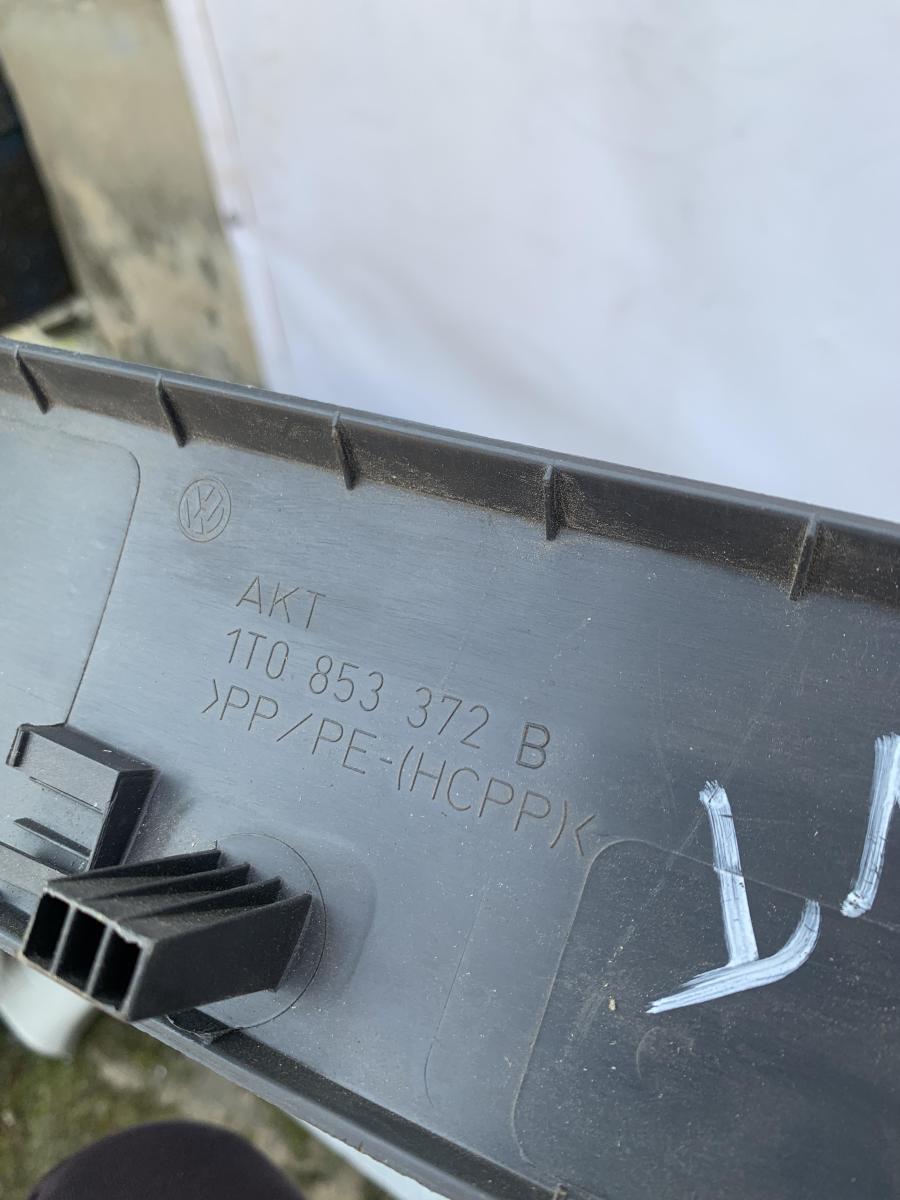 AKT
1T0 853 372 B
>PP/PE-(HCPP)<